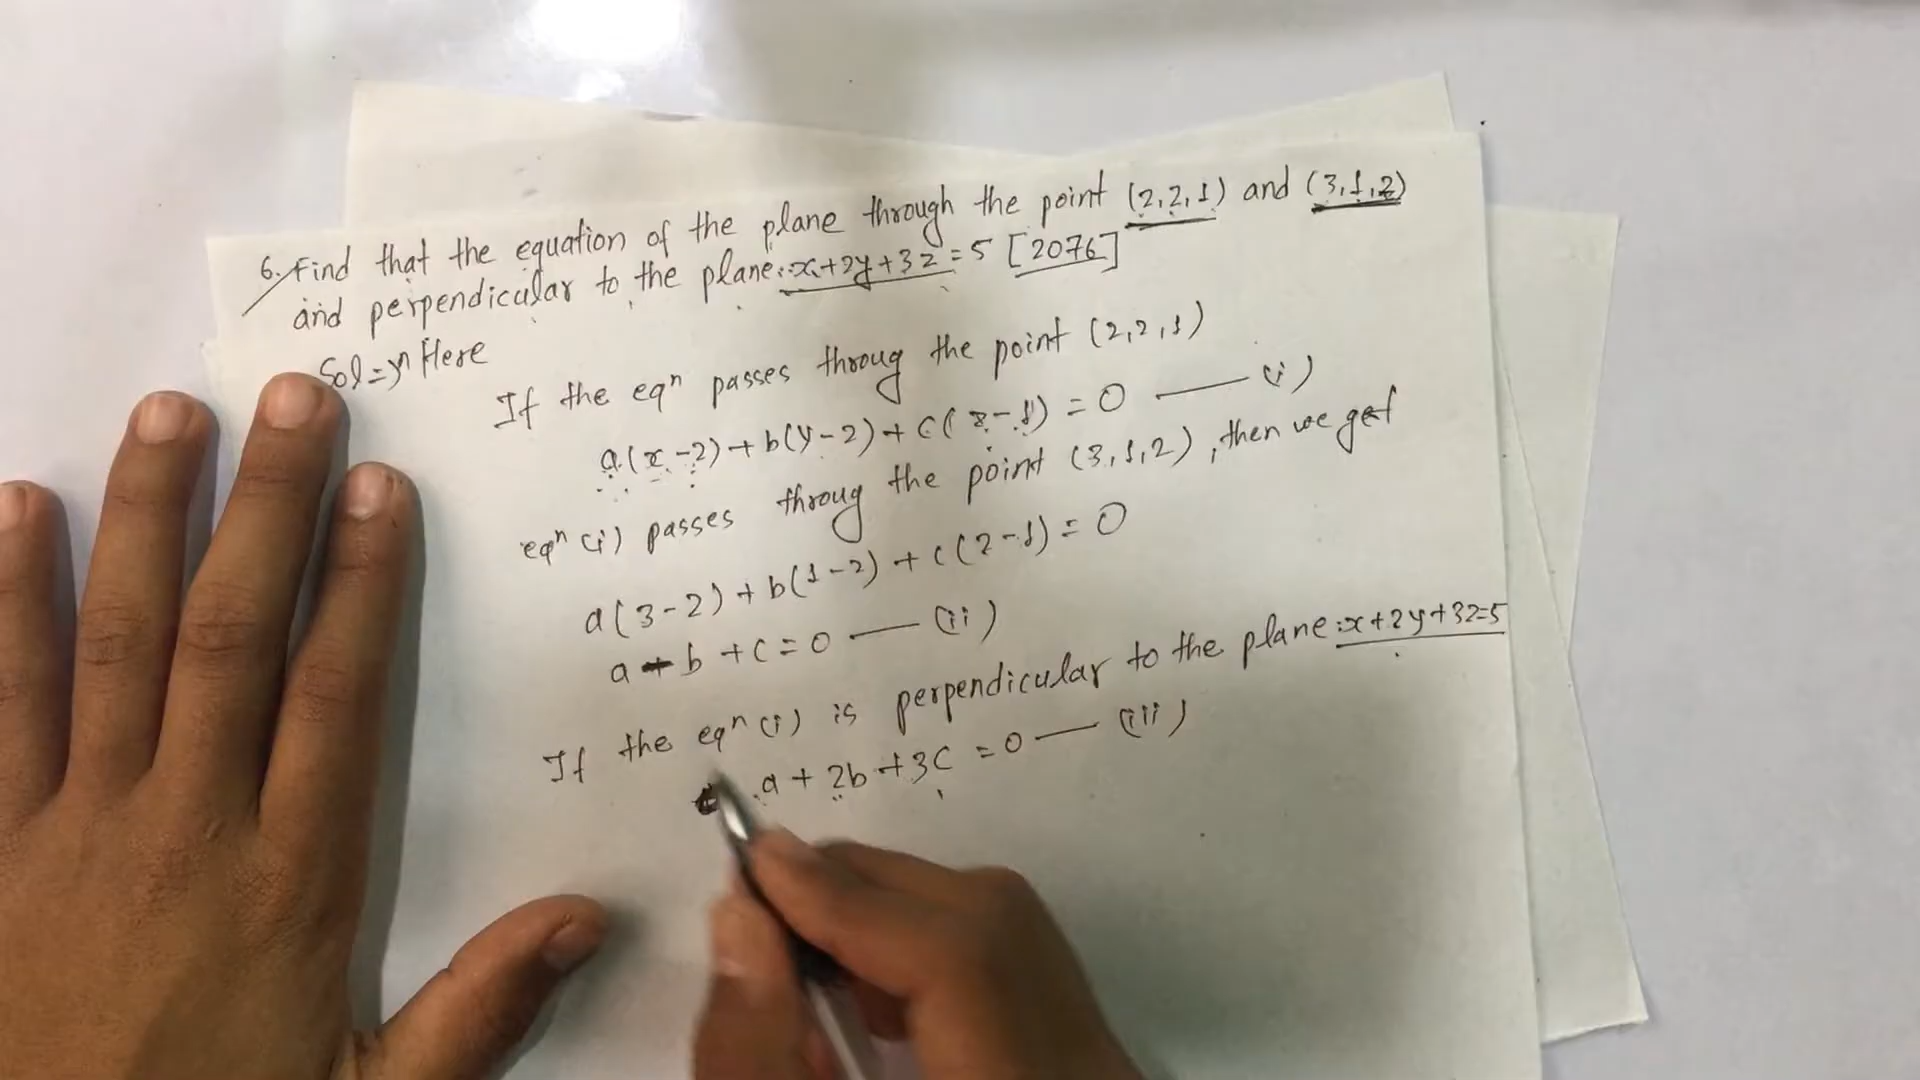 6. Find that the equation of the plane through the point (2,2,1) and (3,1,2)
and perpendicular to the plane: x+2y+3z=5 [2076]
Sol=yn Here
If the eqn passes throug the point (2,2,1)
a(x-2)+b(y-2)+c(z-1)=0 — (i)
eqn (i) passes throug the point (3,1,2), then we get
a(3-2)+b(1-2)+c(2-1)=0
a-b+c=0 — (ii)
If the eqn (i) is perpendicular to the plane: x+2y+3z=5
a+2b+3c=0 — (iii)